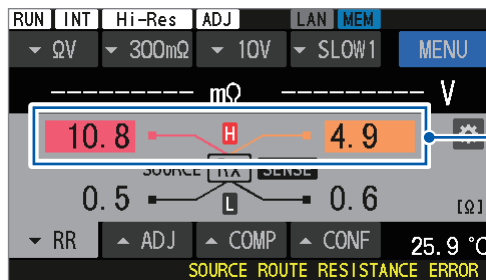 RUN INT Hi-Res ADJ LAN MEM
ΩV 300mΩ 10V SLOW1 MENU
------- mΩ ------- V
10.8 H 4.9
SOURCE RX SENSE
0.5 L 0.6 [Ω]
RR ADJ COMP CONF 25.9 °C
SOURCE ROUTE RESISTANCE ERROR